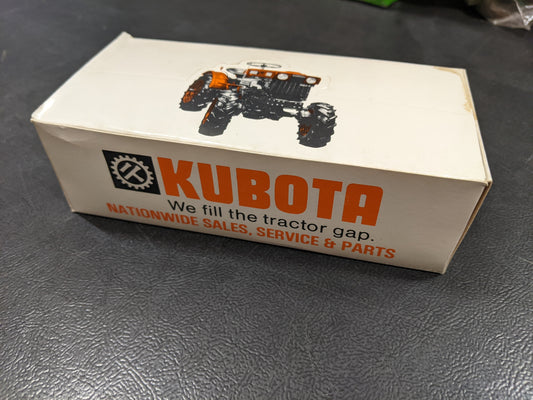 KUBOTA
We fill the tractor gap.
NATIONWIDE SALES, SERVICE & PARTS